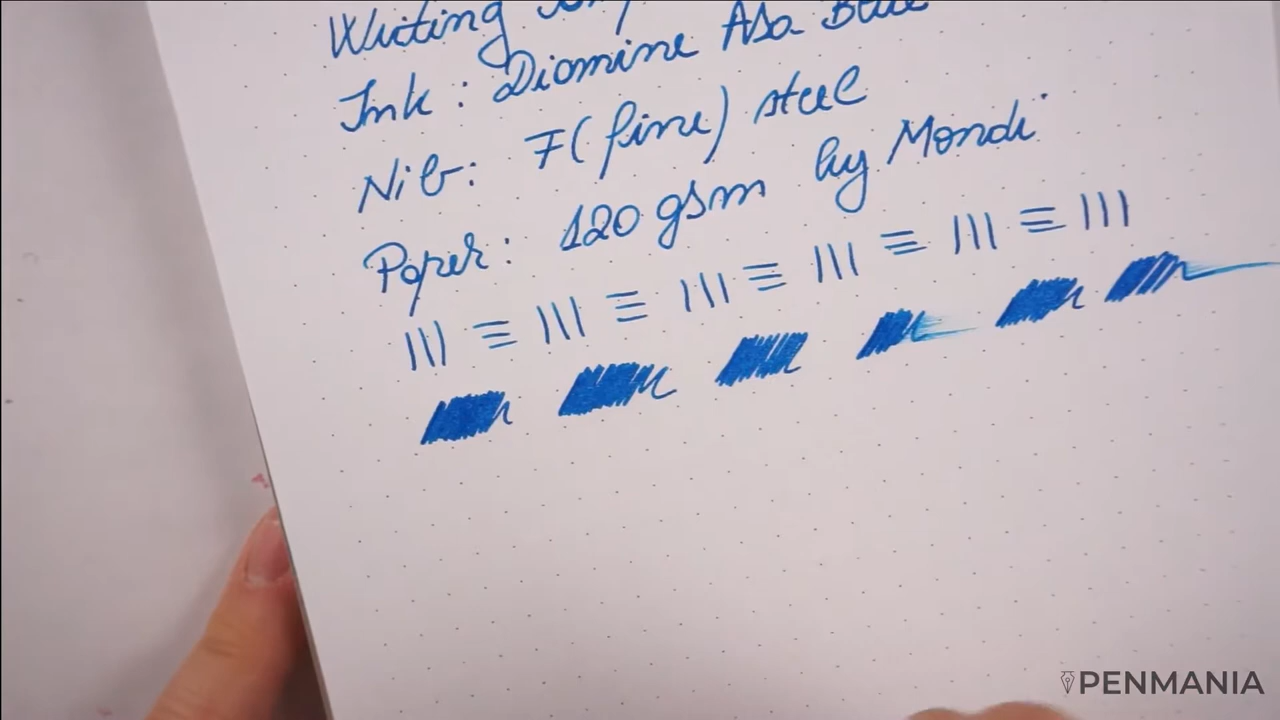 Writing
Ink: Diamine Asa Blue
Nib: F (fine) steel
Paper: 120 gsm by Mondi
||| ≡ ||| ≡ ||| ≡ ||| ≡ ||| ≡ |||
PENMANIA